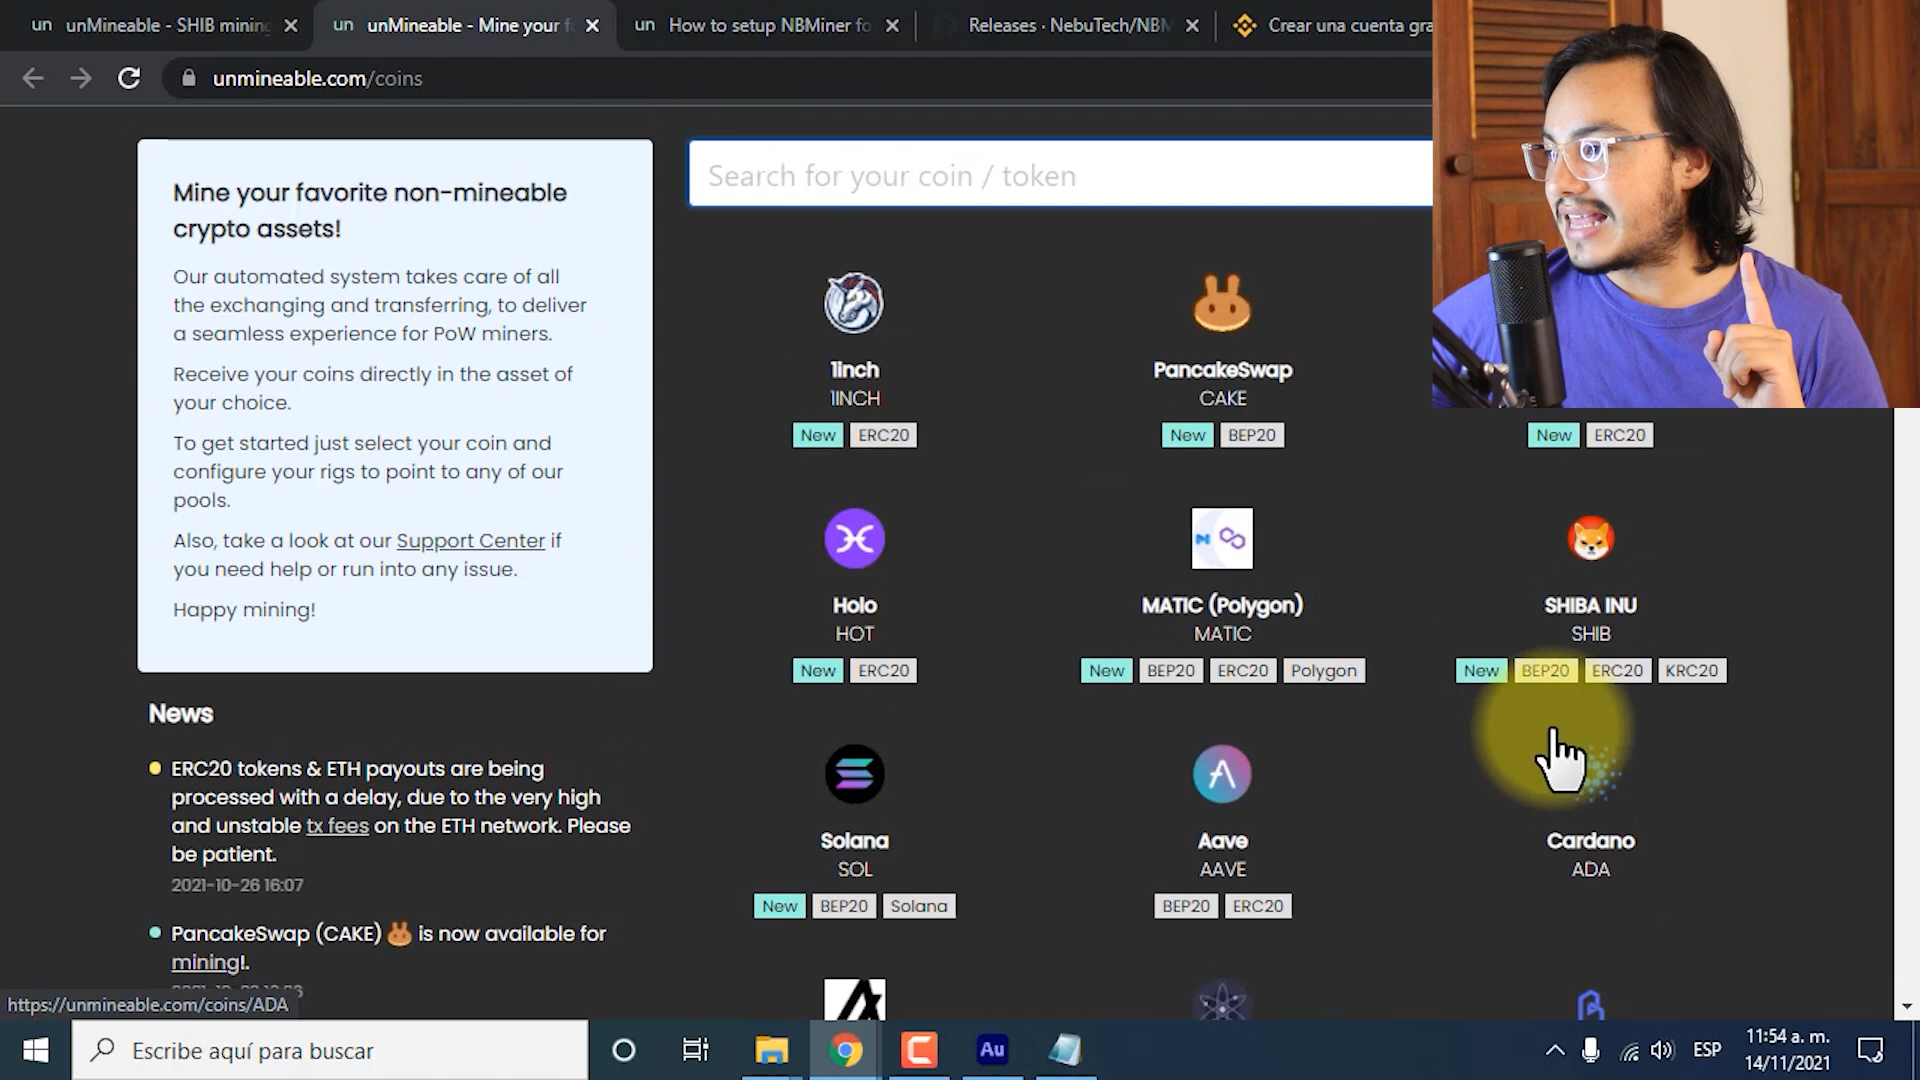 un unMineable - SHIB mining
un unMineable - Mine your f
un How to setup NBMiner fo
Releases · NebuTech/NBM
Crear una cuenta gra
unmineable.com/coins
Mine your favorite non-mineable
crypto assets!
Our automated system takes care of all
the exchanging and transferring, to deliver
a seamless experience for PoW miners.
Receive your coins directly in the asset of
your choice.
To get started just select your coin and
configure your rigs to point to any of our
pools.
Also, take a look at our Support Center if
you need help or run into any issue.
Happy mining!
News
ERC20 tokens & ETH payouts are being
processed with a delay, due to the very high
and unstable tx fees on the ETH network. Please
be patient.
2021-10-26 16:07
PancakeSwap (CAKE) 🥞 is now available for
mining!.
https://unmineable.com/coins/ADA
Search for your coin / token
1inch
1INCH
New ERC20
PancakeSwap
CAKE
New BEP20
New ERC20
Holo
HOT
New ERC20
MATIC (Polygon)
MATIC
New BEP20 ERC20 Polygon
SHIBA INU
SHIB
New BEP20 ERC20 KRC20
Solana
SOL
New BEP20 Solana
Aave
AAVE
BEP20 ERC20
Cardano
ADA
Escribe aquí para buscar
Au
ESP
11:54 a. m.
14/11/2021